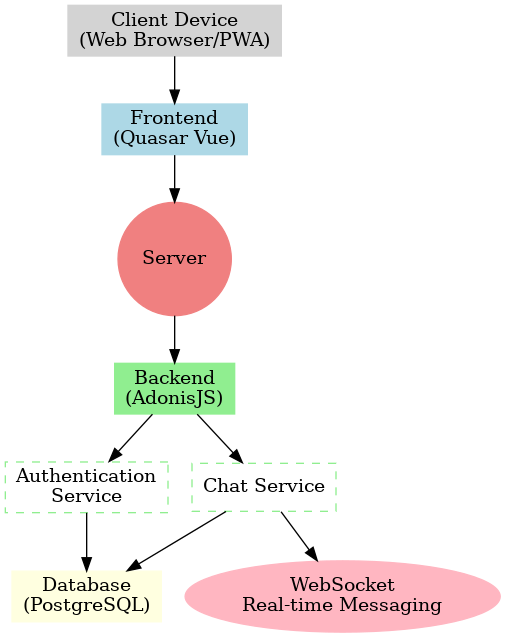 Client Device
(Web Browser/PWA)
Frontend
(Quasar Vue)
Server
Backend
(AdonisJS)
Authentication
Service
Chat Service
Database
(PostgreSQL)
WebSocket
Real-time Messaging